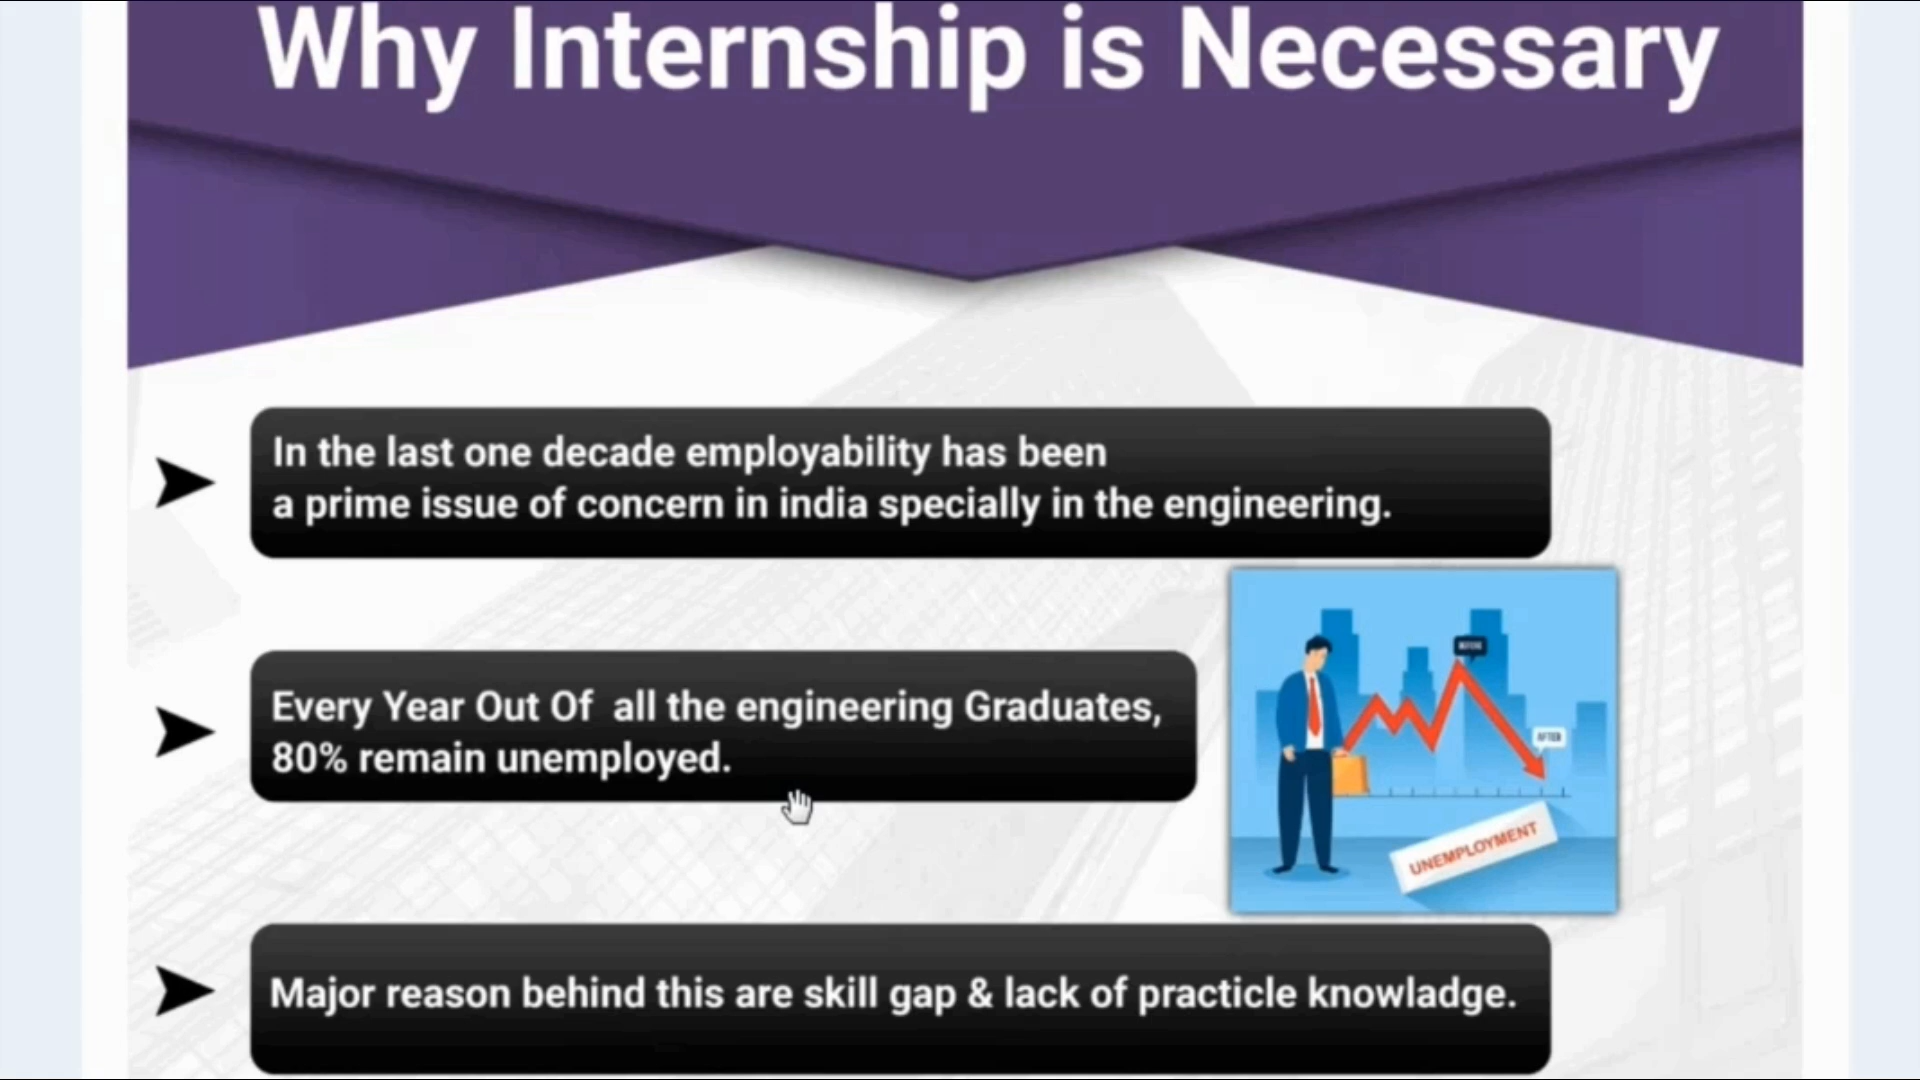 Why Internship is Necessary
In the last one decade employability has been
a prime issue of concern in india specially in the engineering.
Every Year Out Of all the engineering Graduates,
80% remain unemployed.
AFTER
UNEMPLOYMENT
Major reason behind this are skill gap & lack of practicle knowladge.